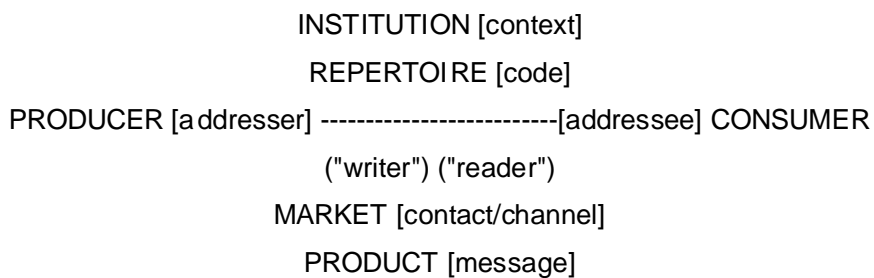 INSTITUTION [context]
REPERTOIRE [code]
PRODUCER [addresser] --------------------------[addressee] CONSUMER
("writer") ("reader")
MARKET [contact/channel]
PRODUCT [message]